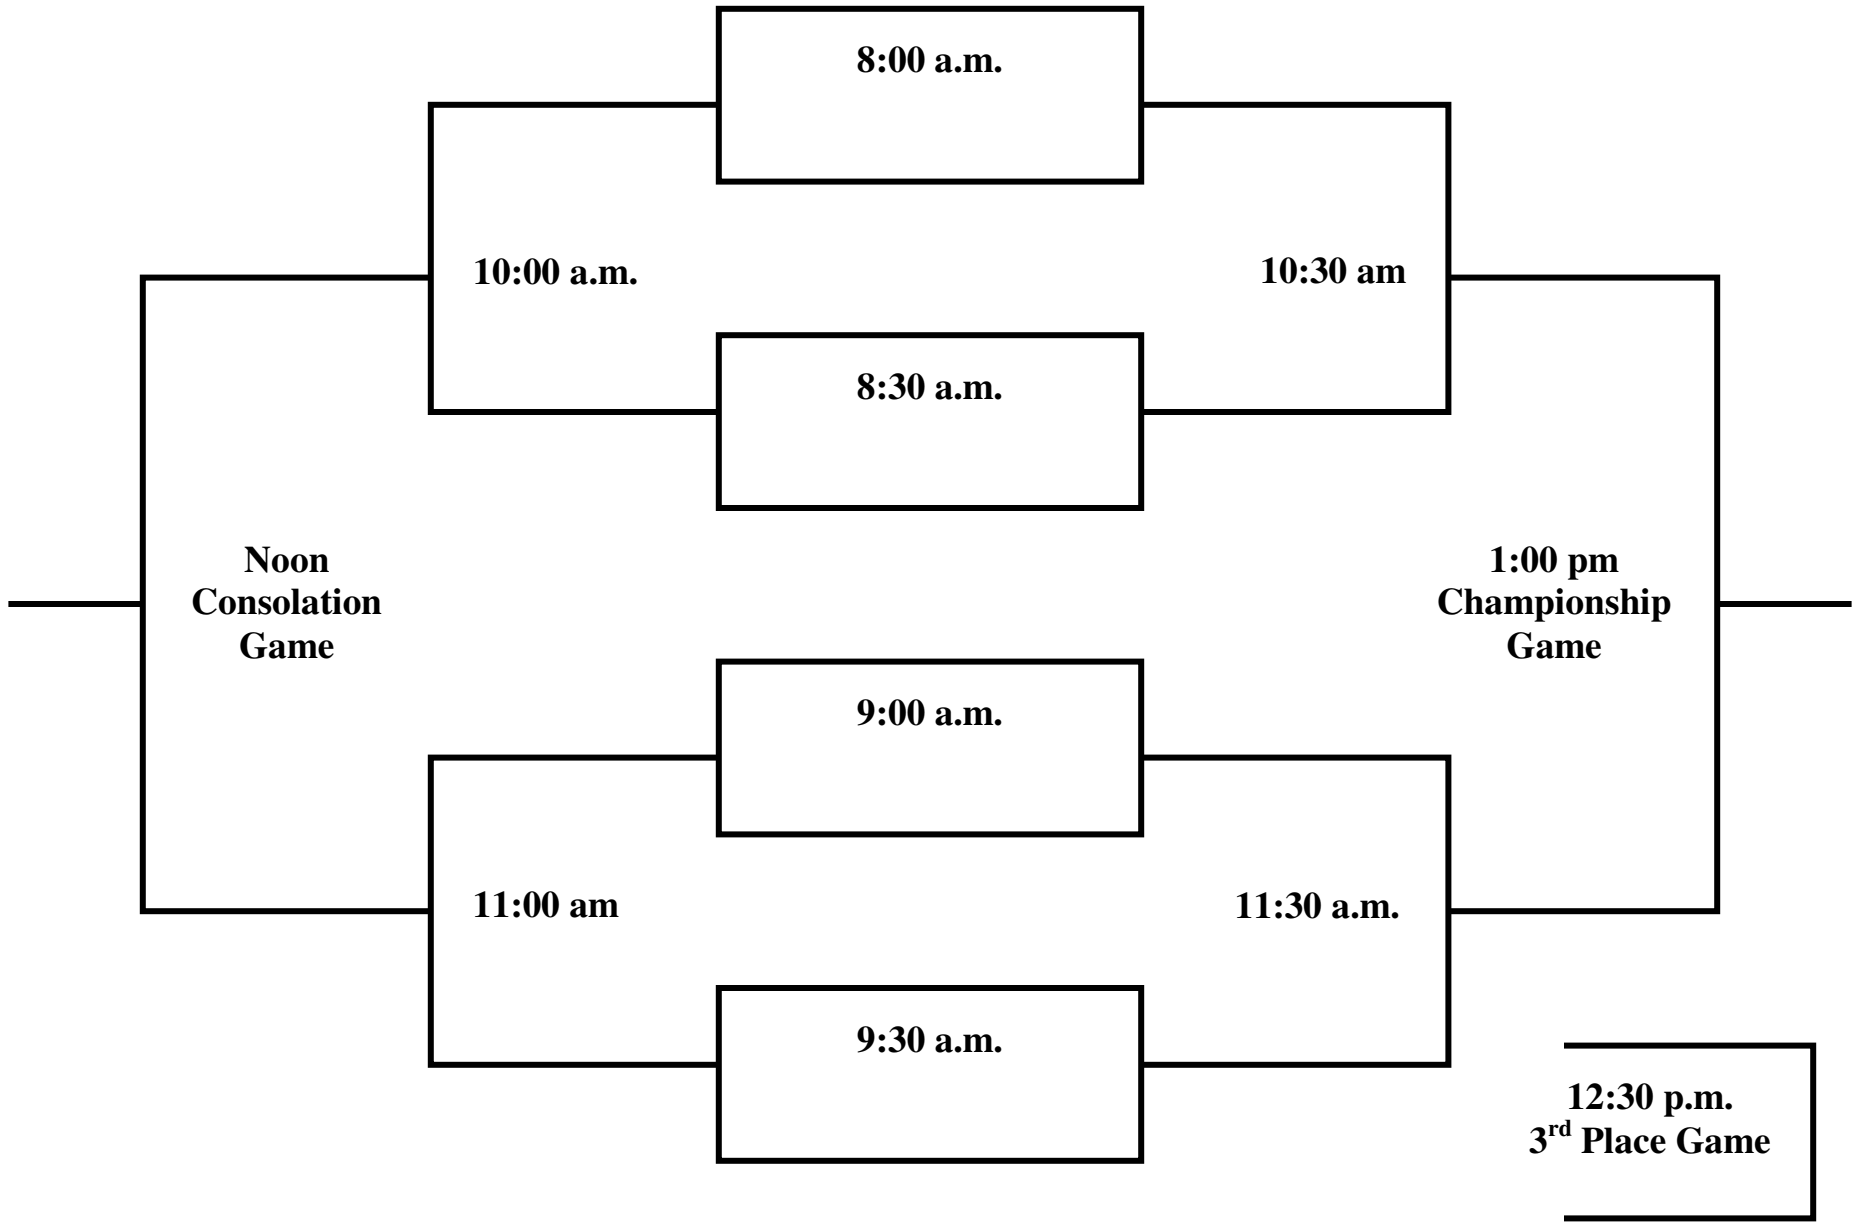 8:00 a.m.
10:00 a.m.
10:30 am
8:30 a.m.
Noon
Consolation
Game
1:00 pm
Championship
Game
9:00 a.m.
11:00 am
11:30 a.m.
9:30 a.m.
12:30 p.m.
3rd Place Game